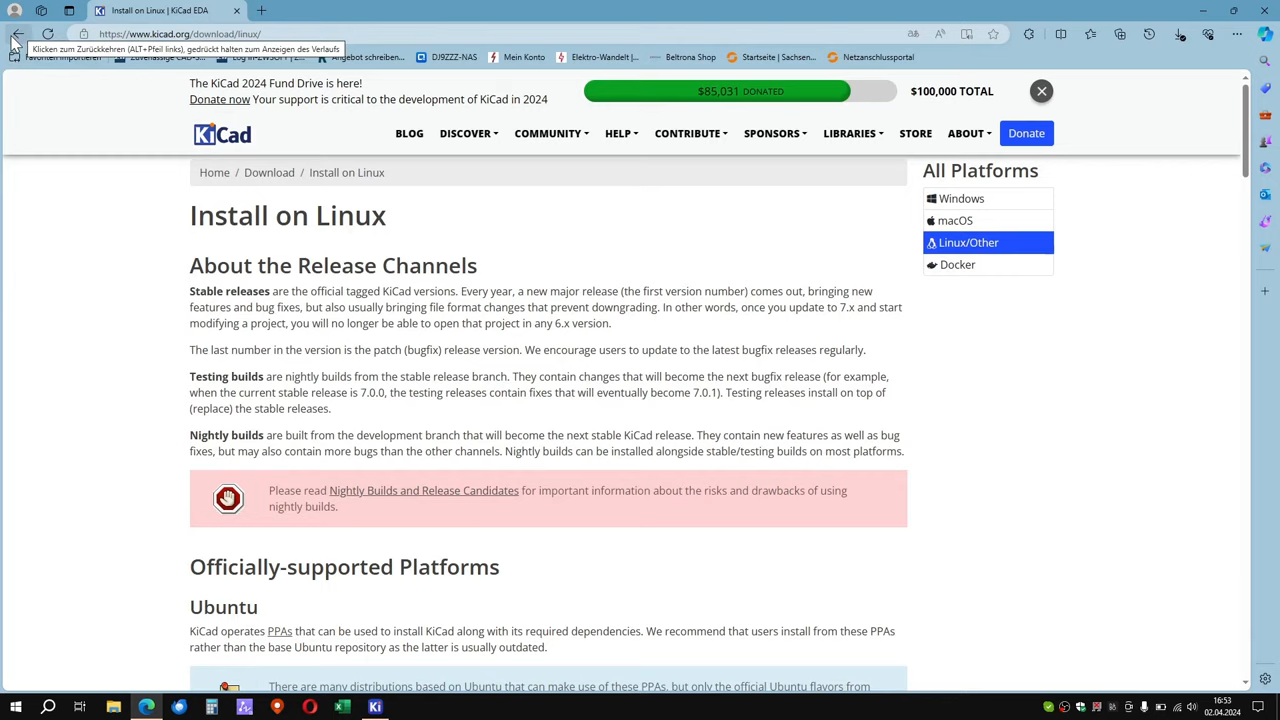 Install on Linux | KiCad EDA
https://www.kicad.org/download/linux/
Klicken zum Zurückkehren (ALT+Pfeil links), gedrückt halten zum Anzeigen des Verlaufs
Angebot schreiben...
DJ9ZZZ-NAS
Mein Konto
Elektro-Wandelt |...
Beltrona Shop
Startseite | Sachsen...
Netzanschlussportal
The KiCad 2024 Fund Drive is here!
Donate now Your support is critical to the development of KiCad in 2024
$85,031 DONATED
$100,000 TOTAL
KiCad
BLOG DISCOVER COMMUNITY HELP CONTRIBUTE SPONSORS LIBRARIES STORE ABOUT Donate
Home / Download / Install on Linux
Install on Linux
About the Release Channels
Stable releases are the official tagged KiCad versions. Every year, a new major release (the first version number) comes out, bringing new
features and bug fixes, but also usually bringing file format changes that prevent downgrading. In other words, once you update to 7.x and start
modifying a project, you will no longer be able to open that project in any 6.x version.
The last number in the version is the patch (bugfix) release version. We encourage users to update to the latest bugfix releases regularly.
Testing builds are nightly builds from the stable release branch. They contain changes that will become the next bugfix release (for example,
when the current stable release is 7.0.0, the testing releases contain fixes that will eventually become 7.0.1). Testing releases install on top of
(replace) the stable releases.
Nightly builds are built from the development branch that will become the next stable KiCad release. They contain new features as well as bug
fixes, but may also contain more bugs than the other channels. Nightly builds can be installed alongside stable/testing builds on most platforms.
Please read Nightly Builds and Release Candidates for important information about the risks and drawbacks of using
nightly builds.
Officially-supported Platforms
Ubuntu
KiCad operates PPAs that can be used to install KiCad along with its required dependencies. We recommend that users install from these PPAs
rather than the base Ubuntu repository as the latter is usually outdated.
There are many distributions based on Ubuntu that can make use of these PPAs, but only the official Ubuntu flavors from
All Platforms
Windows
macOS
Linux/Other
Docker
Ki
16:53
02.04.2024